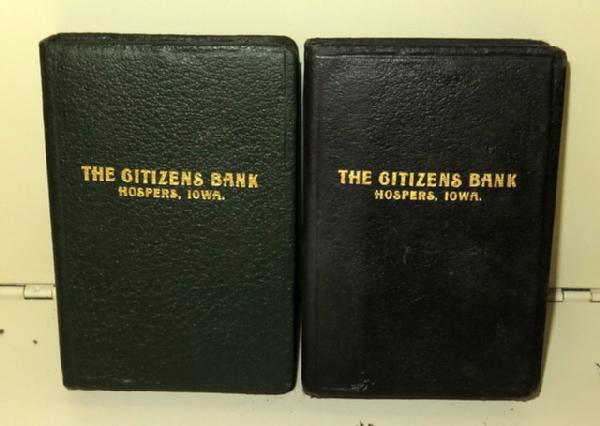 THE CITIZENS BANK
HOSPERS, IOWA.
THE CITIZENS BANK
HOSPERS, IOWA.